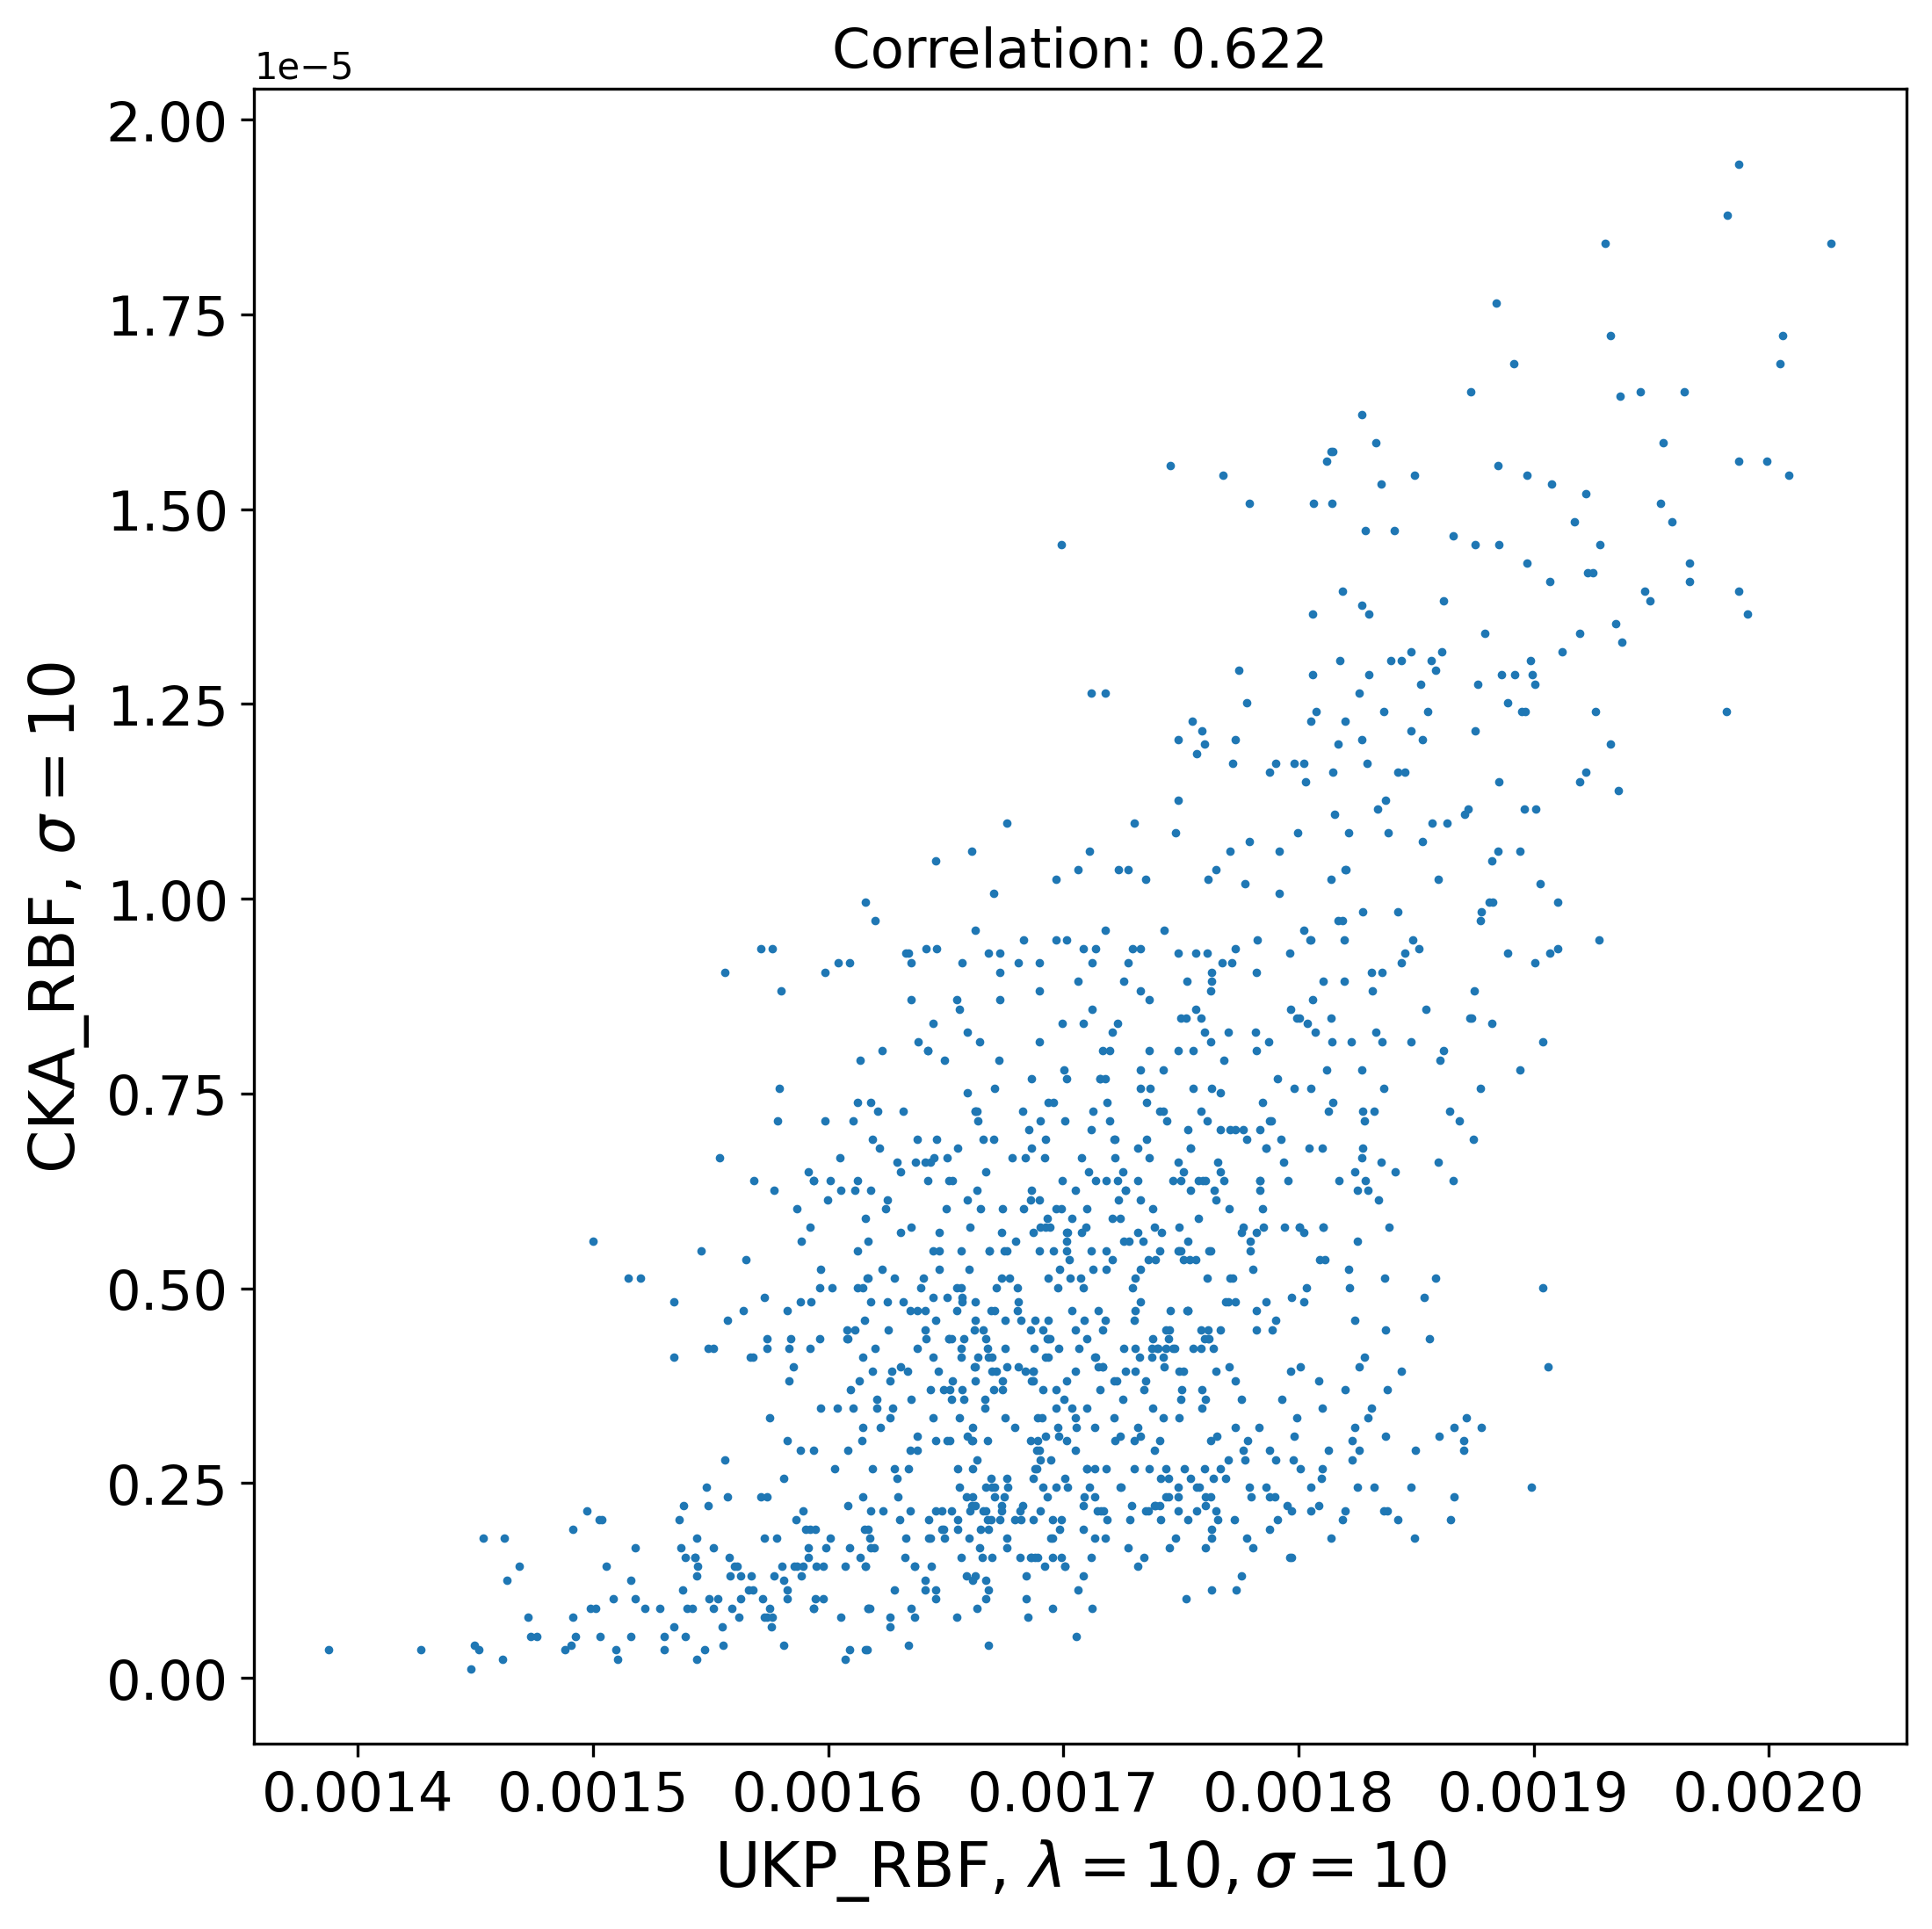 Correlation: 0.622
1e−5
2.00
1.75
1.50
1.25
1.00
0.75
0.50
0.25
0.00
CKA_RBF, σ = 10
0.0014 0.0015 0.0016 0.0017 0.0018 0.0019 0.0020
UKP_RBF, λ = 10, σ = 10